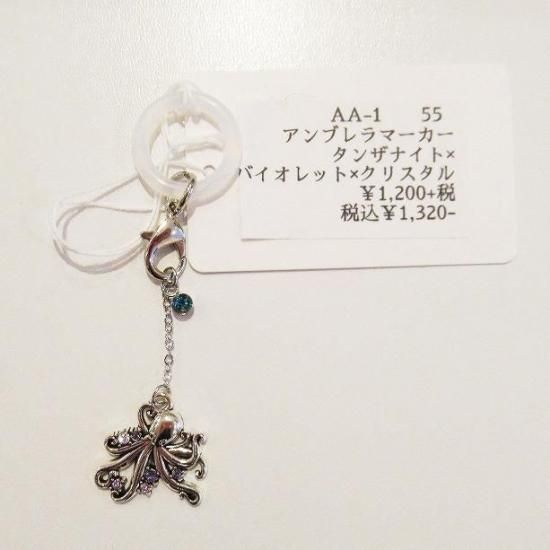 AA-1 55
アンブレラマーカー
タンザナイト×
バイオレット×クリスタル
￥1,200+税
税込￥1,320-